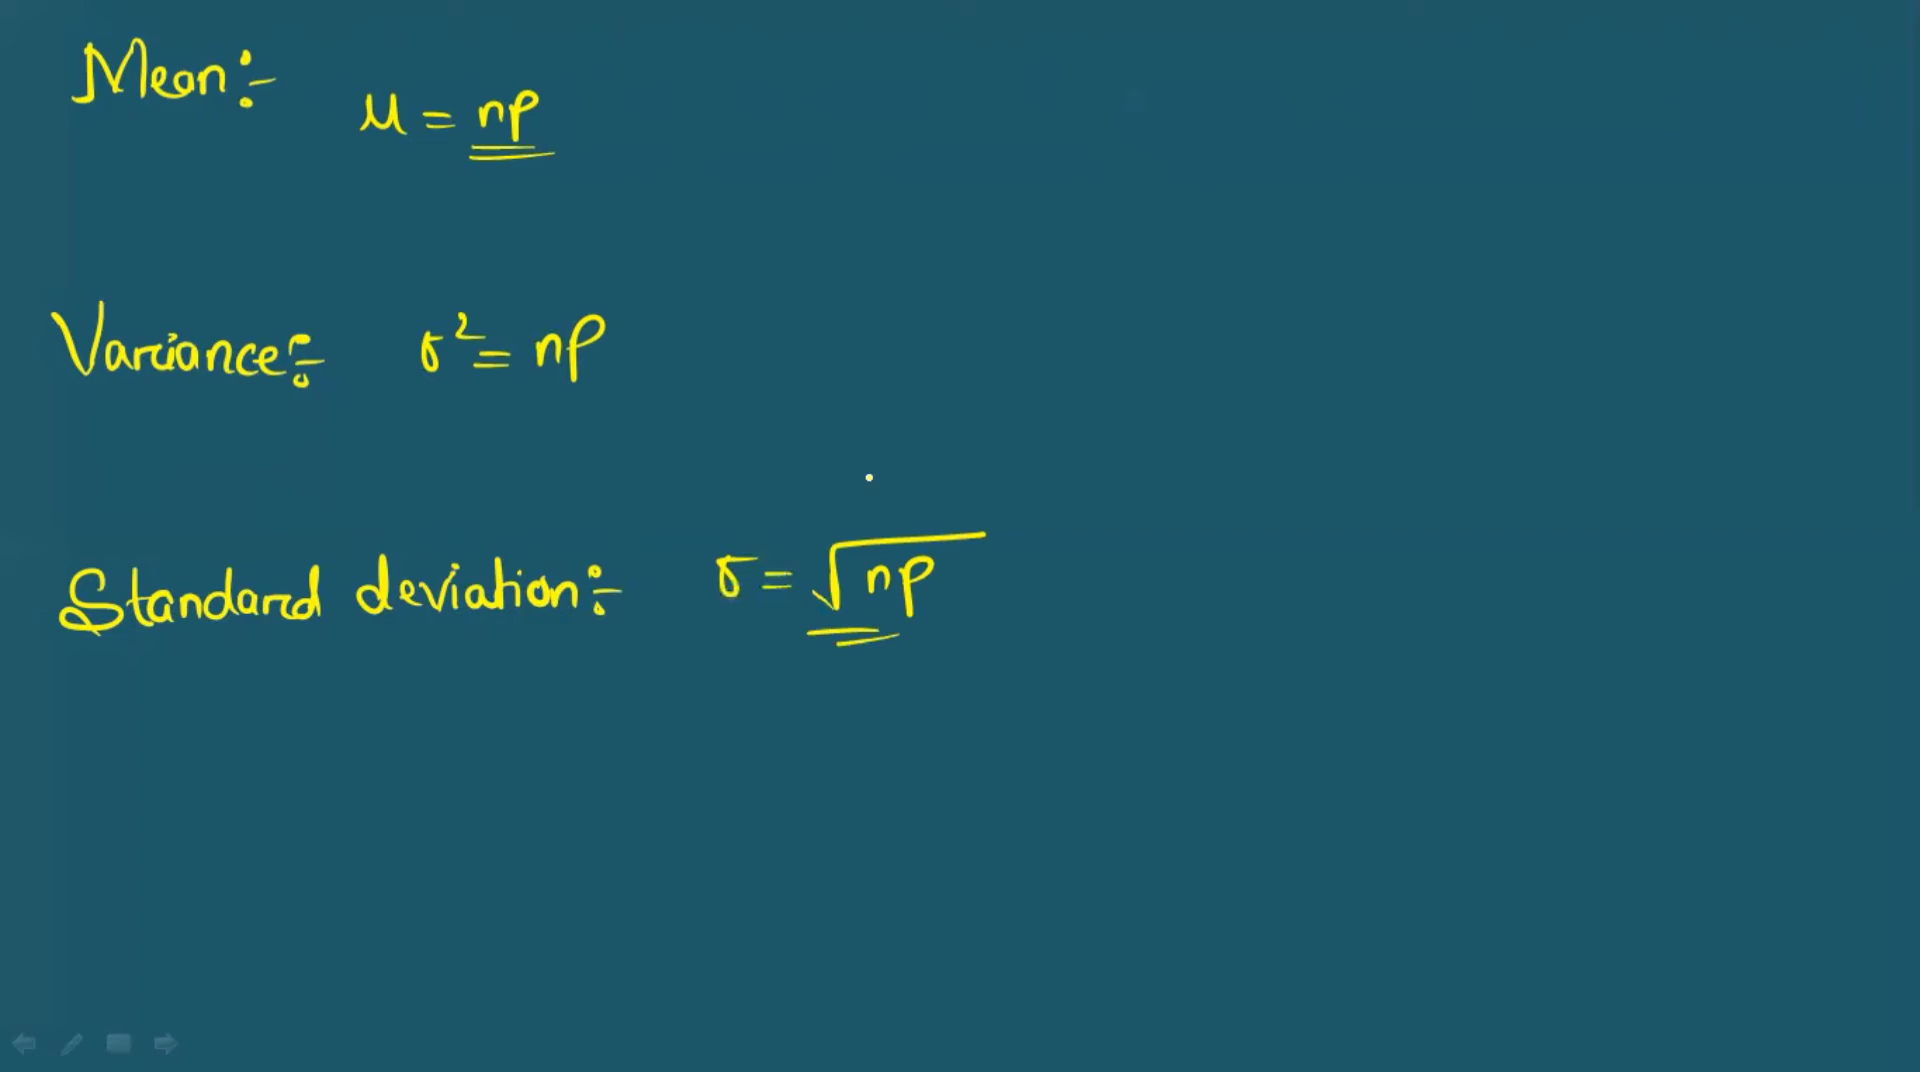 Mean:-
μ = np
Variance:- σ² = np
Standard deviation:- σ = √np